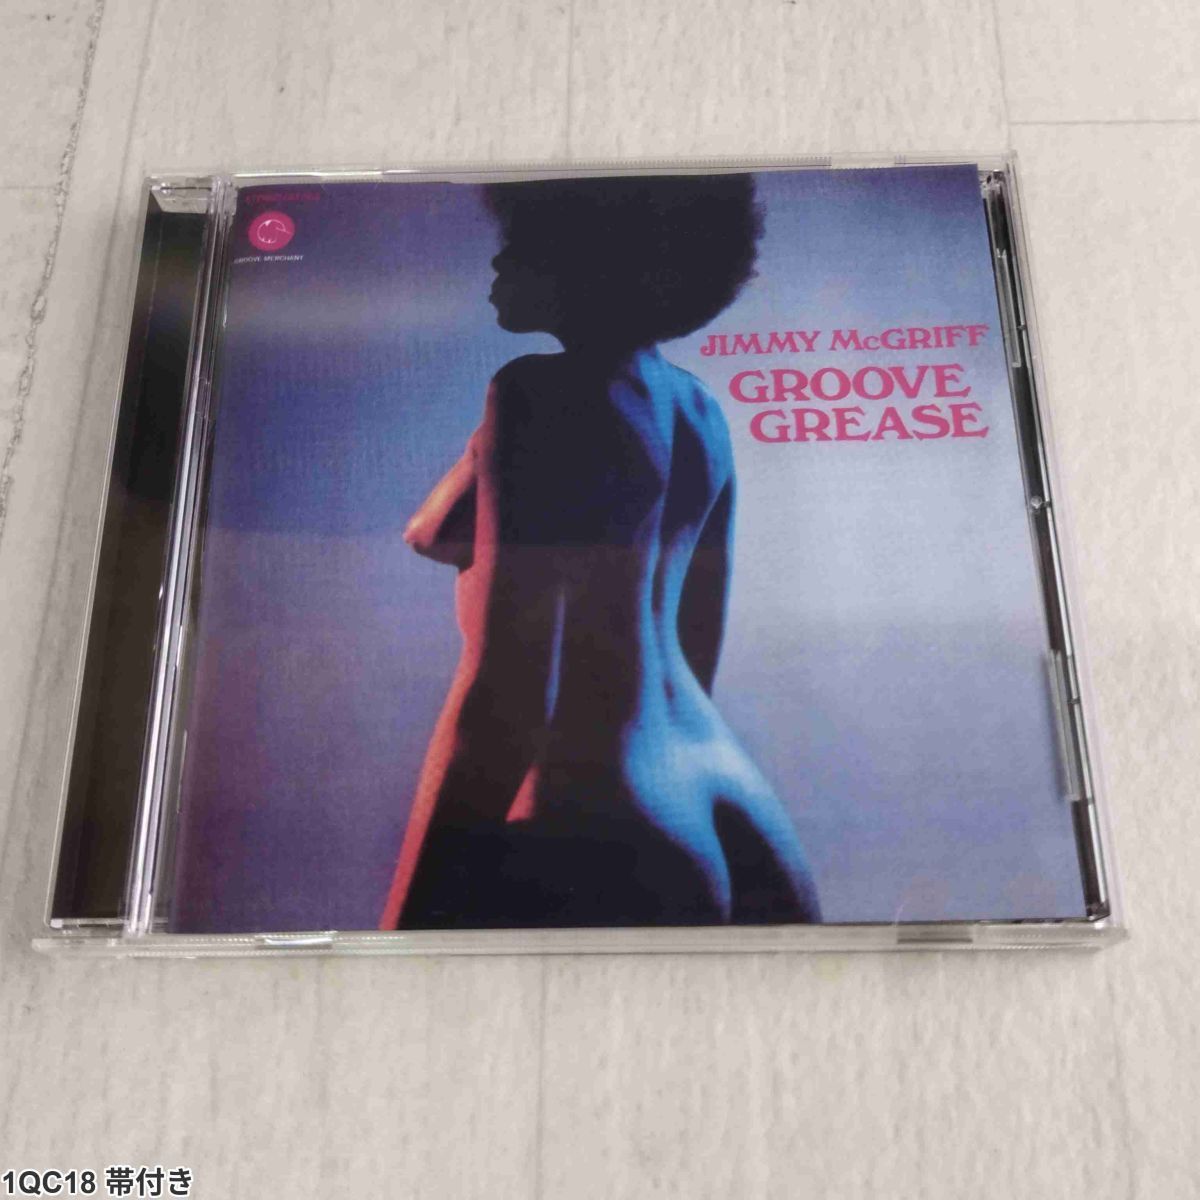 GROOVE MERCHANT
JIMMY McGRIFF
GROOVE
GREASE
1QC18 帯付き